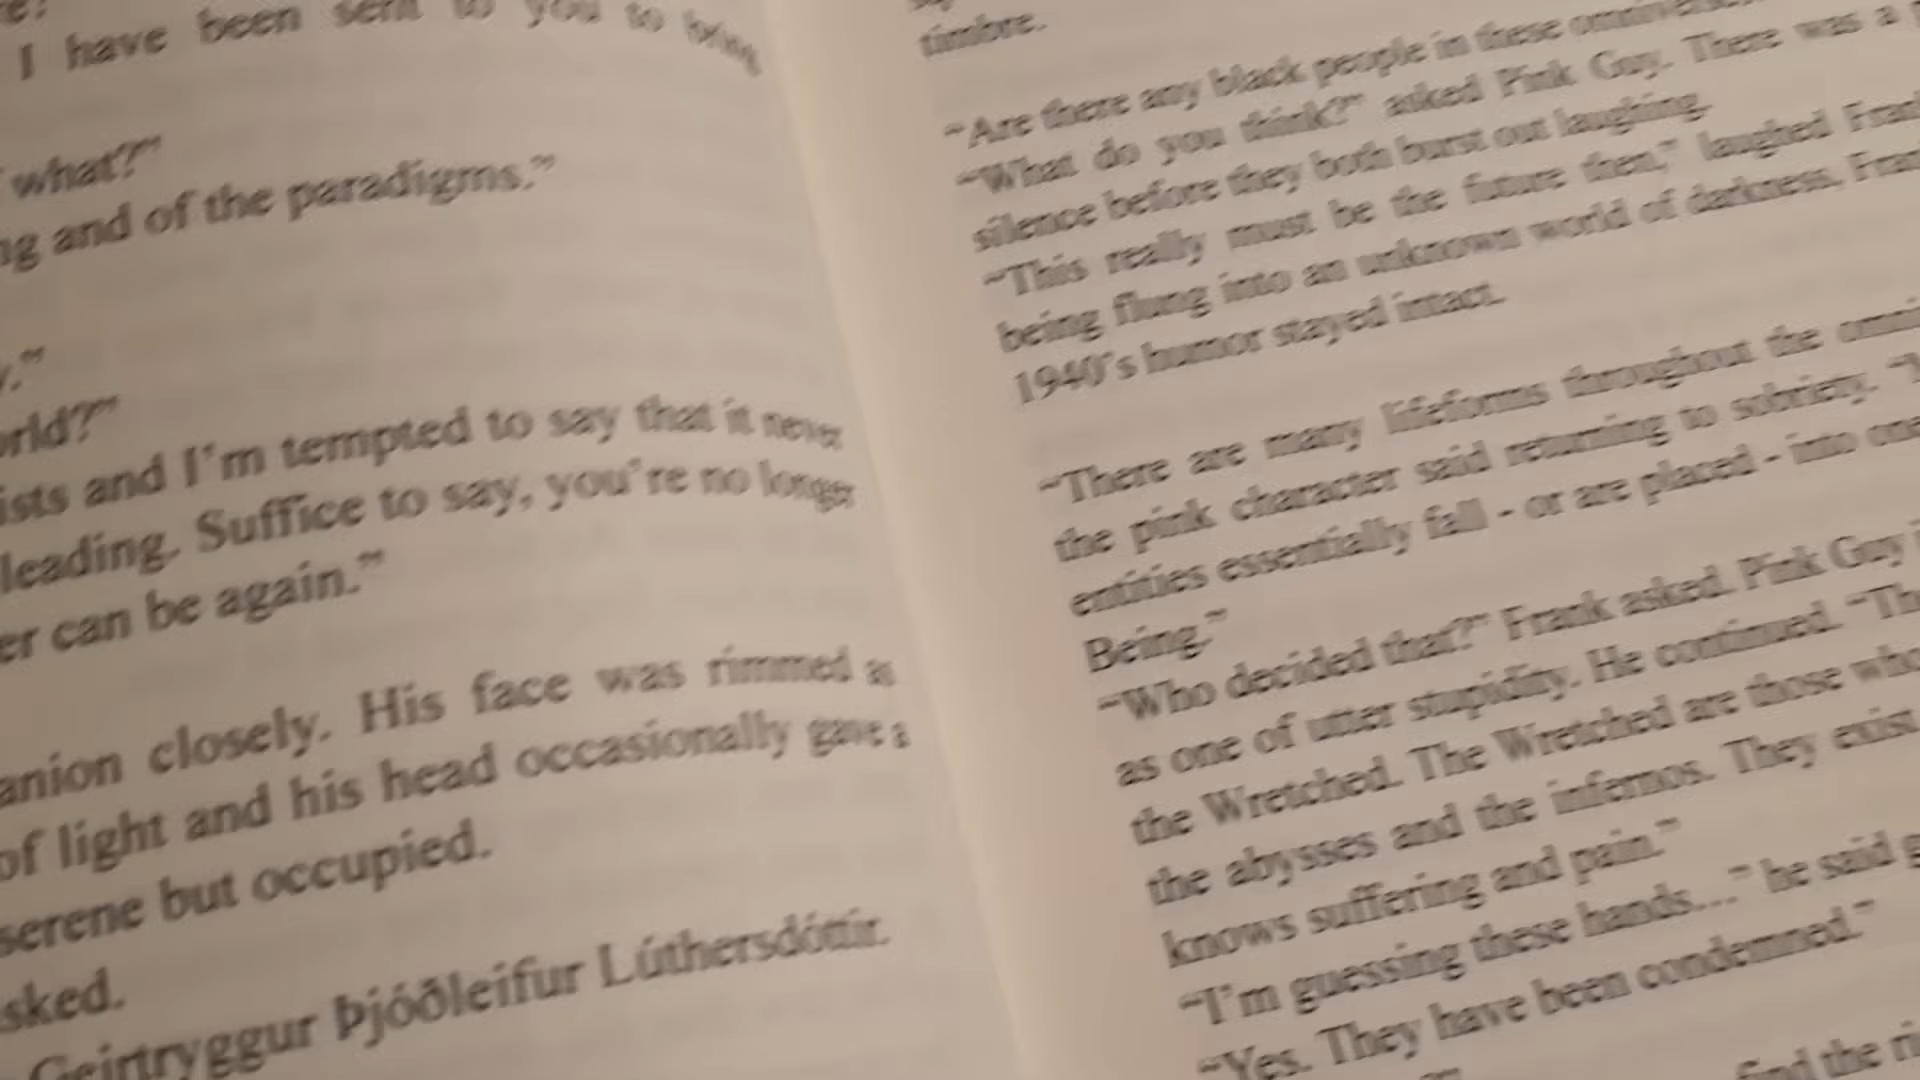 I have been sent to you to bring
what?”
and of the paradigms.”
and I’m tempted to say that it never
leading. Suffice to say, you’re no longer
can be again.”
closely. His face was rimmed as
of light and his head occasionally gave a
serene but occupied.
Geirtryggur Þjóðleifur Lúthersdóttir.
timbre.
“Are there any black people in these
“What do you think?” asked Pink Guy. There was a
silence before they both burst out laughing.
“This really must be the future then,” laughed
being flung into an unknown world of darkness,
1940’s humor stayed intact.
“There are many lifeforms throughout the
the pink character said returning to sobriety.
entities essentially fall - or are placed - into
Being.”
“Who decided that?” Frank asked. Pink Guy
as one of utter stupidity. He continued.
the Wretched. The Wretched are those who
the abysses and the infernos. They exist
knows suffering and pain.”
“I’m guessing these hands...” he said
“Yes. They have been condemned.”
find the